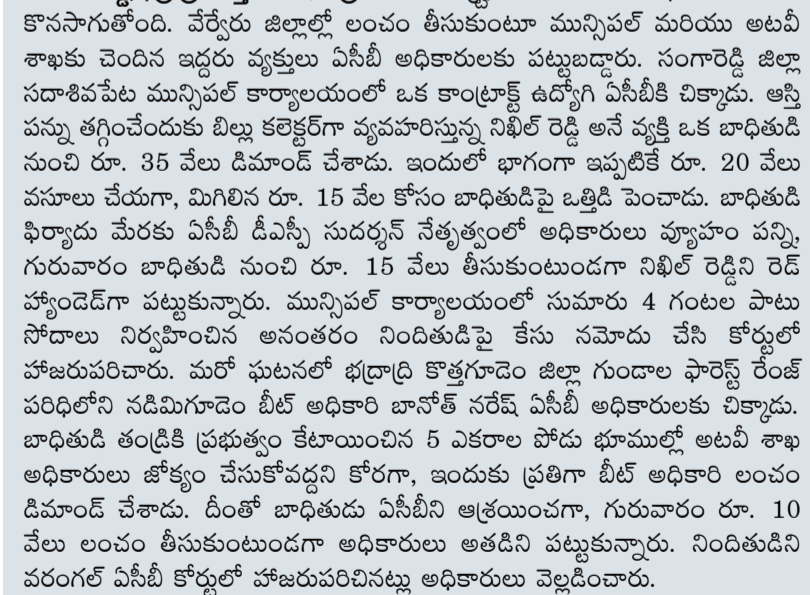 కొనసాగుతోంది. వేర్వేరు జిల్లాల్లో లంచం తీసుకుంటూ మున్సిపల్ మరియు అటవీ
శాఖకు చెందిన ఇద్దరు వ్యక్తులు ఏసీబీ అధికారులకు పట్టుబడ్డారు. సంగారెడ్డి జిల్లా
సదాశివపేట మున్సిపల్ కార్యాలయంలో ఒక కాంట్రాక్ట్ ఉద్యోగి ఏసీబీకి చిక్కాడు. ఆస్తి
పన్ను తగ్గించేందుకు బిల్లు కలెక్టర్‌గా వ్యవహరిస్తున్న నిఖిల్ రెడ్డి అనే వ్యక్తి ఒక బాధితుడి
నుంచి రూ. 35 వేలు డిమాండ్ చేశాడు. ఇందులో భాగంగా ఇప్పటికే రూ. 20 వేలు
వసూలు చేయగా, మిగిలిన రూ. 15 వేల కోసం బాధితుడిపై ఒత్తిడి పెంచాడు. బాధితుడి
ఫిర్యాదు మేరకు ఏసీబీ డీఎస్పీ సుదర్శన్ నేతృత్వంలో అధికారులు వ్యూహం పన్ని,
గురువారం బాధితుడి నుంచి రూ. 15 వేలు తీసుకుంటుండగా నిఖిల్ రెడ్డిని రెడ్
హ్యాండెడ్‌గా పట్టుకున్నారు. మున్సిపల్ కార్యాలయంలో సుమారు 4 గంటల పాటు
సోదాలు నిర్వహించిన అనంతరం నిందితుడిపై కేసు నమోదు చేసి కోర్టులో
హాజరుపరిచారు. మరో ఘటనలో భద్రాద్రి కొత్తగూడెం జిల్లా గుండాల ఫారెస్ట్ రేంజ్
పరిధిలోని నడిమిగూడెం బీట్ అధికారి బానోత్ నరేష్ ఏసీబీ అధికారులకు చిక్కాడు.
బాధితుడి తండ్రికి ప్రభుత్వం కేటాయించిన 5 ఎకరాల పోడు భూముల్లో అటవీ శాఖ
అధికారులు జోక్యం చేసుకోవద్దని కోరగా, ఇందుకు ప్రతిగా బీట్ అధికారి లంచం
డిమాండ్ చేశాడు. దీంతో బాధితుడు ఏసీబీని ఆశ్రయించగా, గురువారం రూ. 10
వేలు లంచం తీసుకుంటుండగా అధికారులు అతడిని పట్టుకున్నారు. నిందితుడిని
వరంగల్ ఏసీబీ కోర్టులో హాజరుపరిచినట్లు అధికారులు వెల్లడించారు.